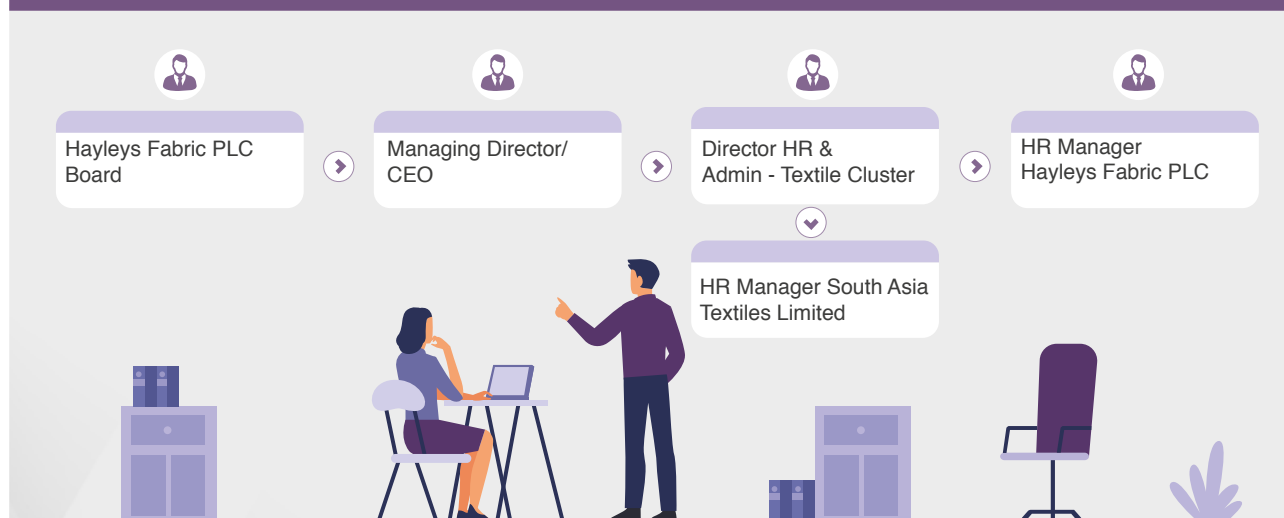 Hayleys Fabric PLC
Board
Managing Director/
CEO
Director HR &
Admin - Textile Cluster
HR Manager
Hayleys Fabric PLC
HR Manager South Asia
Textiles Limited